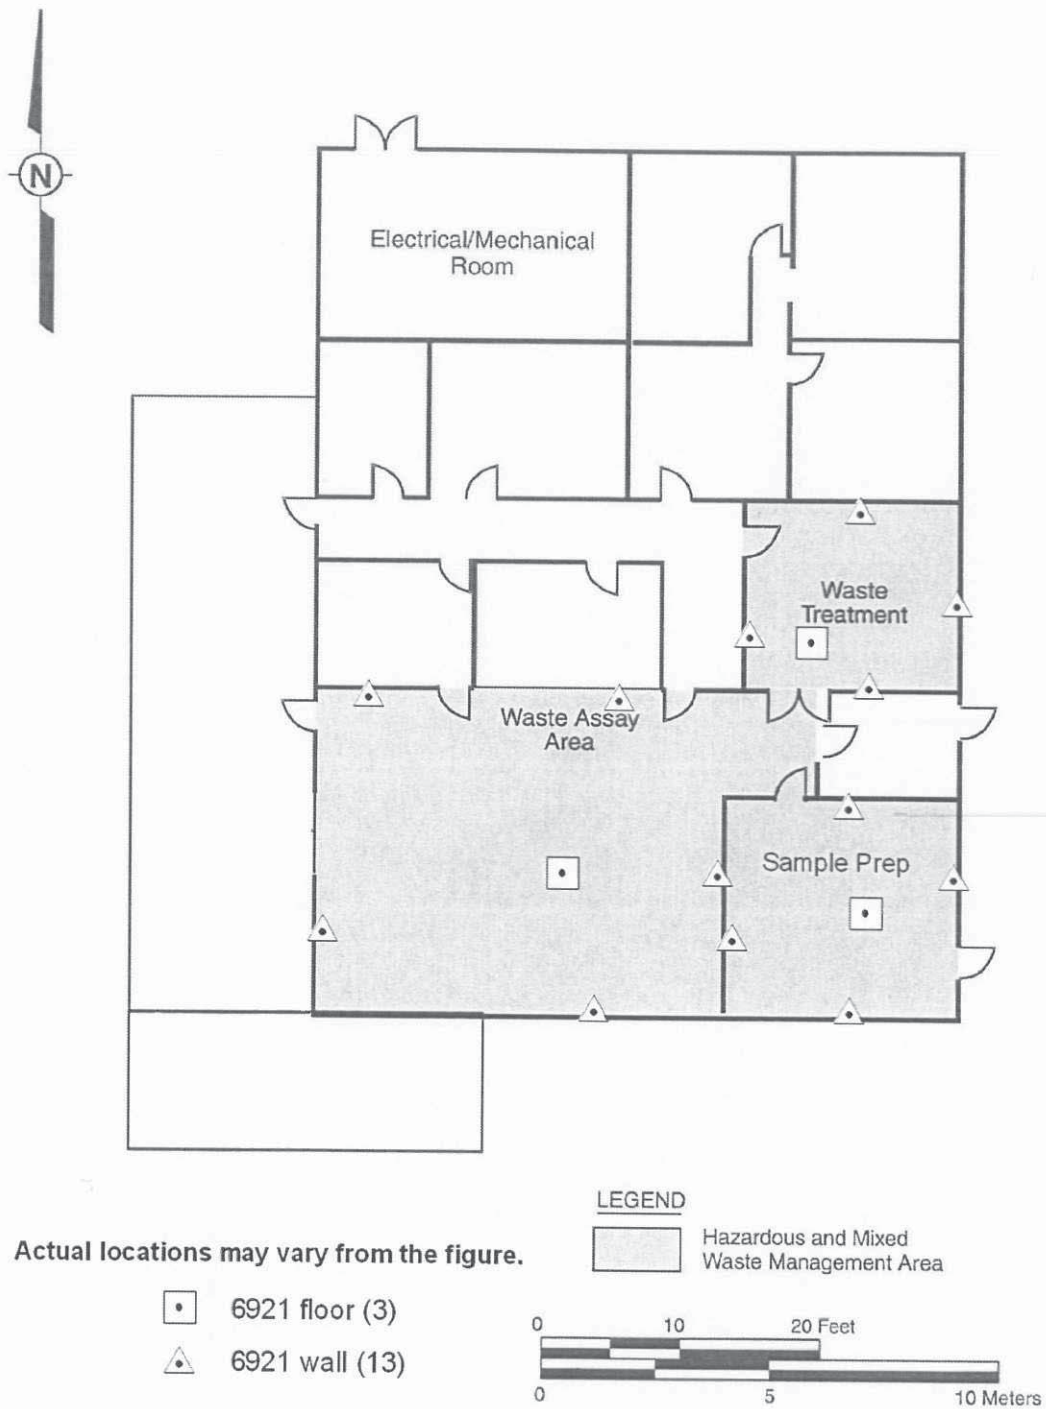 N
Electrical/Mechanical
Room
Waste
Treatment
Waste Assay
Area
Sample Prep
LEGEND
Hazardous and Mixed
Waste Management Area
Actual locations may vary from the figure.
6921 floor (3)
6921 wall (13)
0 10 20 Feet
0 5 10 Meters